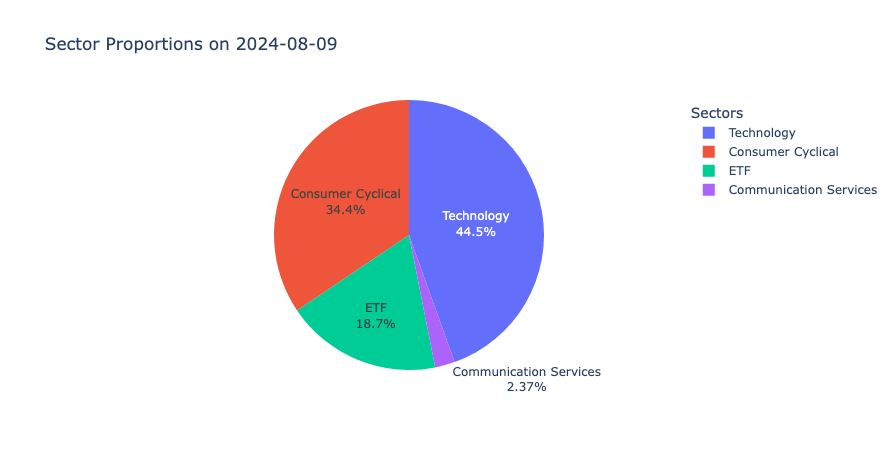 Sector Proportions on 2024-08-09
Sectors
Technology
Consumer Cyclical
ETF
Communication Services
Consumer Cyclical
34.4%
Technology
44.5%
ETF
18.7%
Communication Services
2.37%